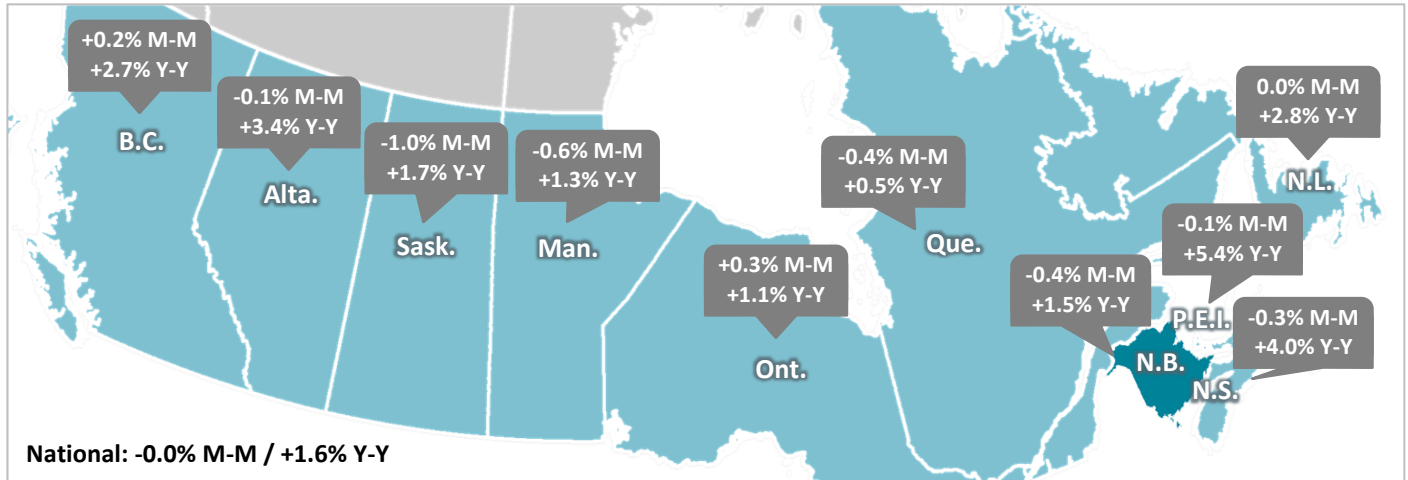 +0.2% M-M
+2.7% Y-Y
B.C.
-0.1% M-M
+3.4% Y-Y
Alta.
-1.0% M-M
+1.7% Y-Y
Sask.
-0.6% M-M
+1.3% Y-Y
Man.
+0.3% M-M
+1.1% Y-Y
Ont.
-0.4% M-M
+0.5% Y-Y
Que.
0.0% M-M
+2.8% Y-Y
N.L.
-0.1% M-M
+5.4% Y-Y
P.E.I.
-0.4% M-M
+1.5% Y-Y
N.B.
-0.3% M-M
+4.0% Y-Y
N.S.
National: -0.0% M-M / +1.6% Y-Y